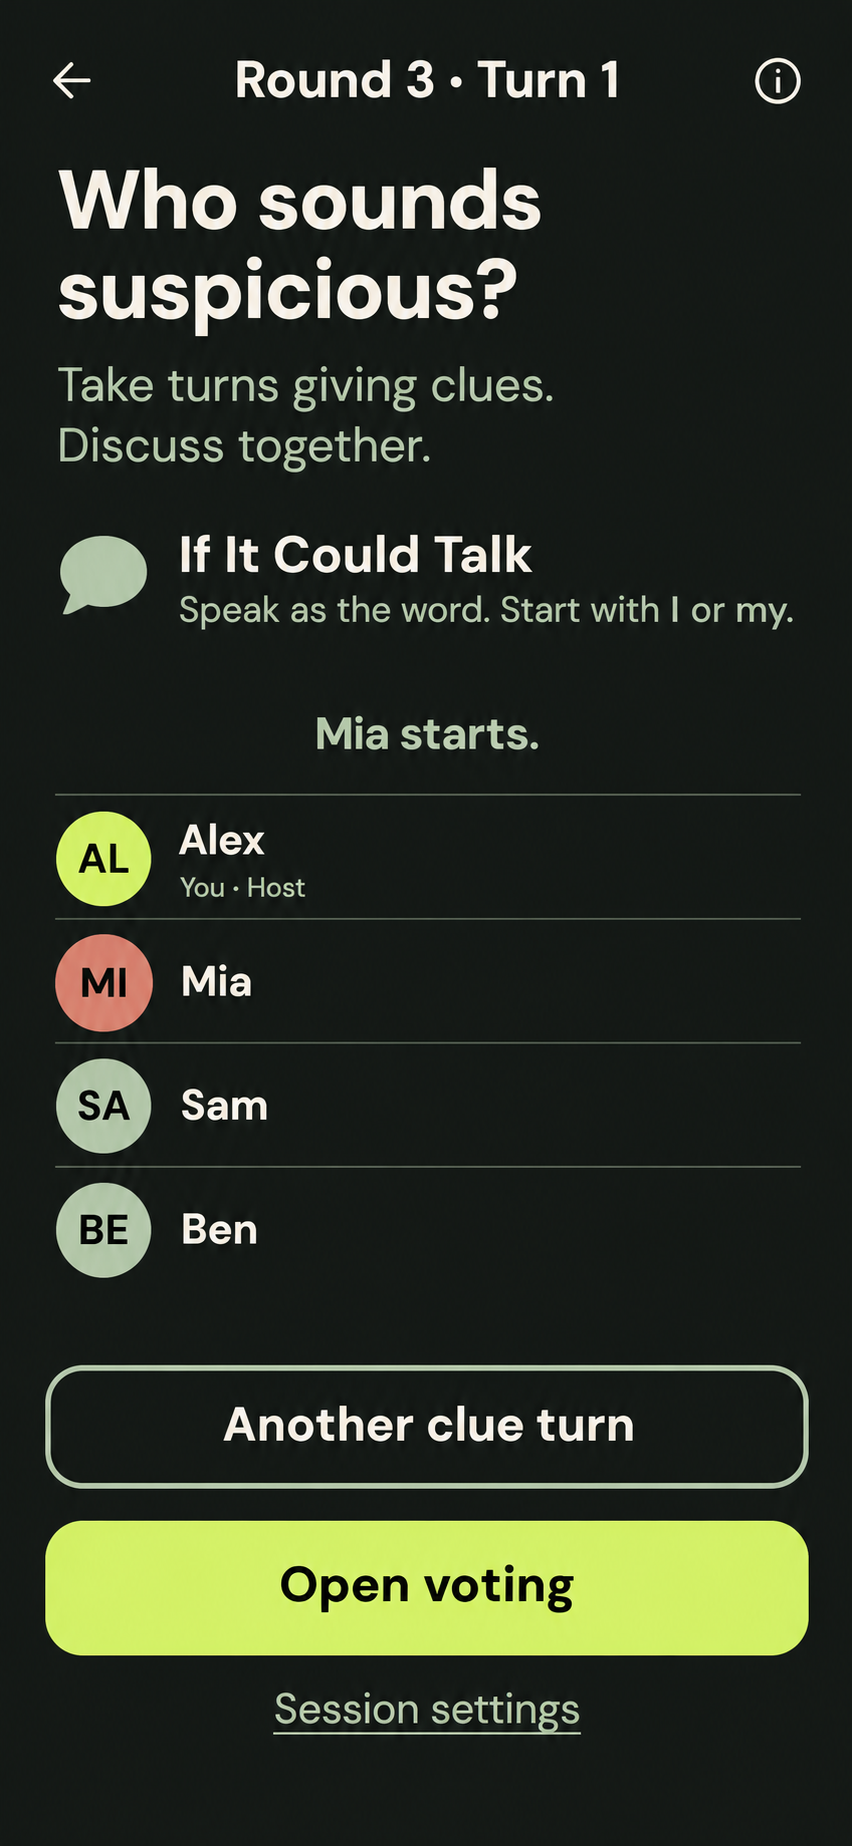 Round 3 • Turn 1
Who sounds
suspicious?
Take turns giving clues.
Discuss together.
If It Could Talk
Speak as the word. Start with I or my.
Mia starts.
AL
Alex
You • Host
MI
Mia
SA
Sam
BE
Ben
Another clue turn
Open voting
Session settings